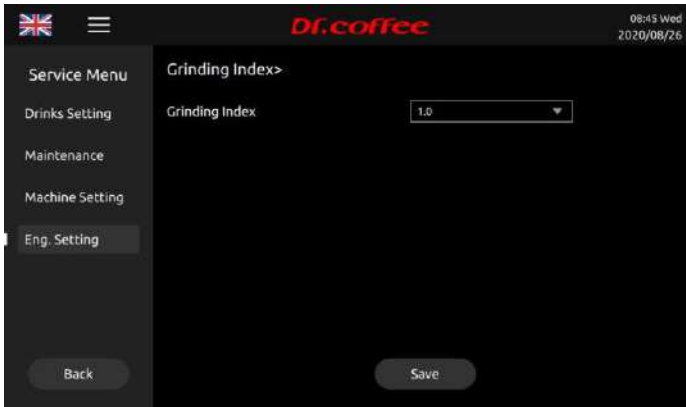 Dr.coffee
08:45 Wed
2020/08/26
Service Menu
Drinks Setting
Maintenance
Machine Setting
Eng. Setting
Back
Grinding Index>
Grinding Index 1.0
Save